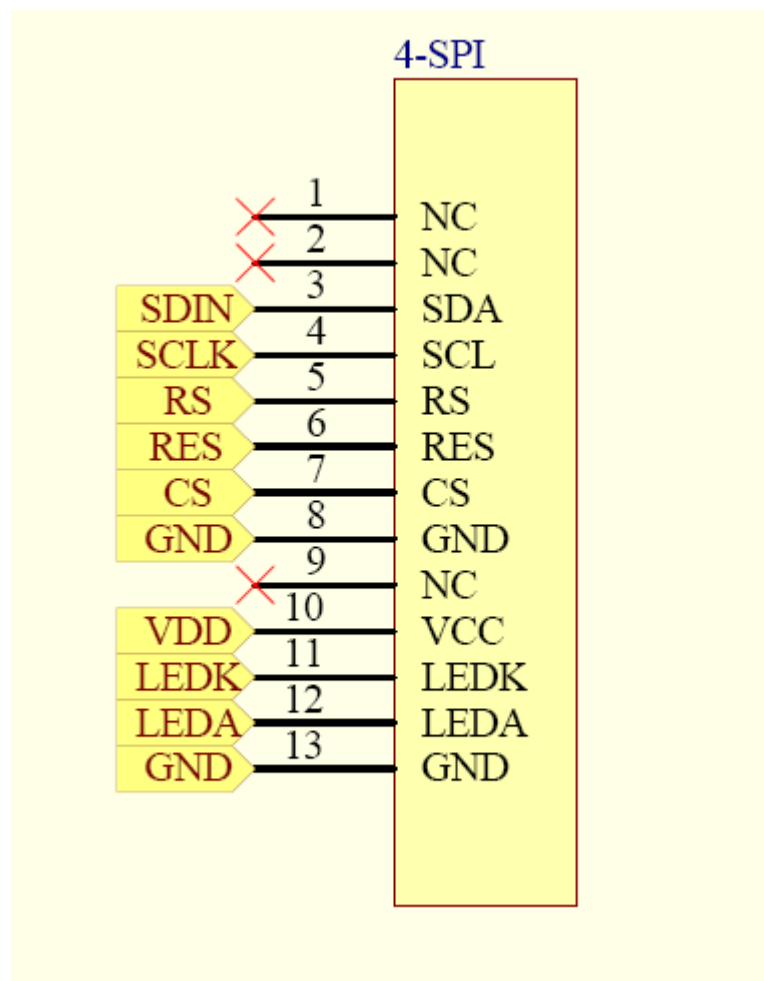 4-SPI
1 NC
2 NC
SDIN 3 SDA
SCLK 4 SCL
RS 5 RS
RES 6 RES
CS 7 CS
GND 8 GND
9 NC
VDD 10 VCC
LEDK 11 LEDK
LEDA 12 LEDA
GND 13 GND